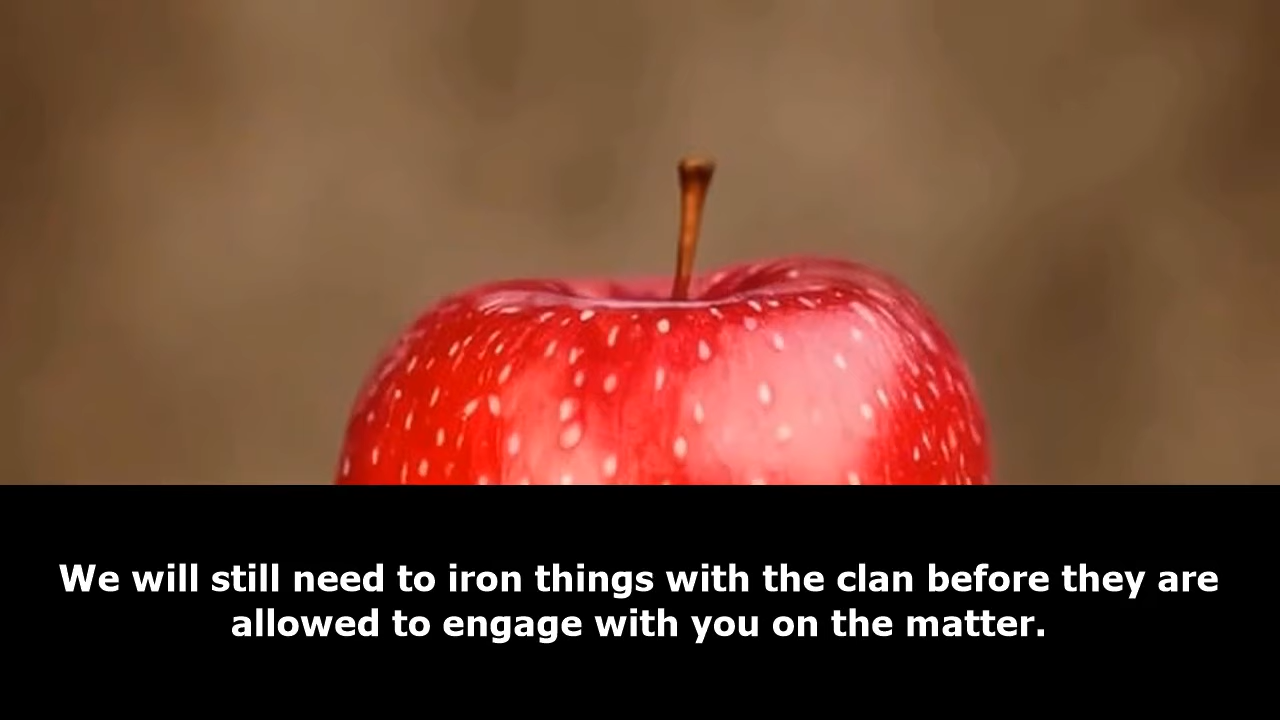 We will still need to iron things with the clan before they are
allowed to engage with you on the matter.